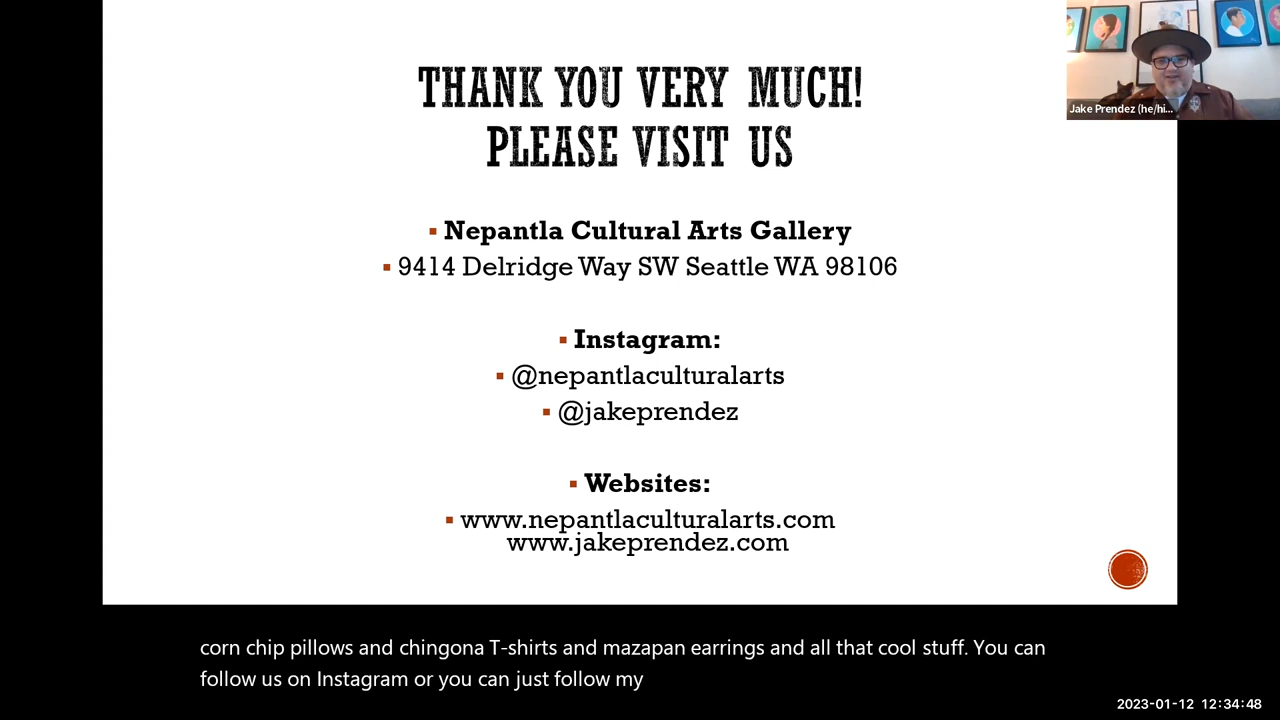 THANK YOU VERY MUCH!
PLEASE VISIT US
Jake Prendez (he/hi...
▪ Nepantla Cultural Arts Gallery
▪ 9414 Delridge Way SW Seattle WA 98106
▪ Instagram:
▪ @nepantlaculturalarts
▪ @jakeprendez
▪ Websites:
▪ www.nepantlaculturalarts.com
www.jakeprendez.com
corn chip pillows and chingona T-shirts and mazapan earrings and all that cool stuff. You can
follow us on Instagram or you can just follow my
2023-01-12 12:34:48